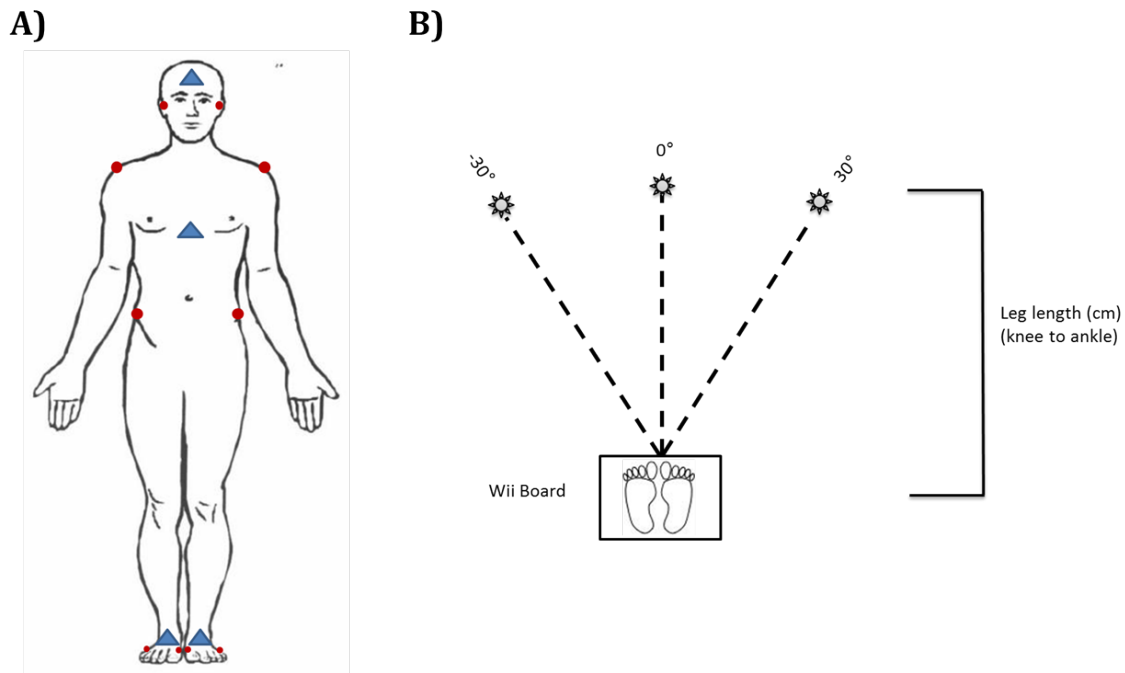 A)
B)
-30°
0°
30°
Leg length (cm)
(knee to ankle)
Wii Board